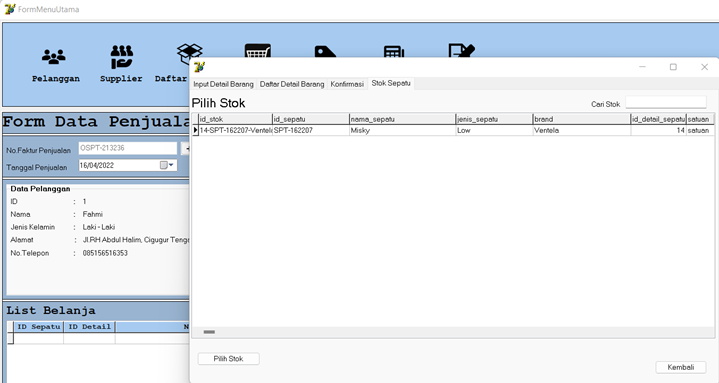 FormMenuUtama
Pelanggan
Supplier
Daftar
Input Detail Barang
Daftar Detail Barang
Konfirmasi
Stok Sepatu
Pilih Stok
Cari Stok
id_stok id_sepatu nama_sepatu jenis_sepatu brand id_detail_sepatu satuan
14-SPT-162207-Ventela SPT-162207 Misky Low Ventela 14 satuan
Form Data Penjuala
No.Faktur Penjualan OSPT-213236 +
Tanggal Penjualan 16/04/2022
Data Pelanggan
ID : 1
Nama : Fahmi
Jenis Kelamin : Laki - Laki
Alamat : Jl.RH Abdul Halim, Cigugur Teng
No.Telepon : 085156516353
List Belanja
ID Sepatu ID Detail N
Pilih Stok
Kembali